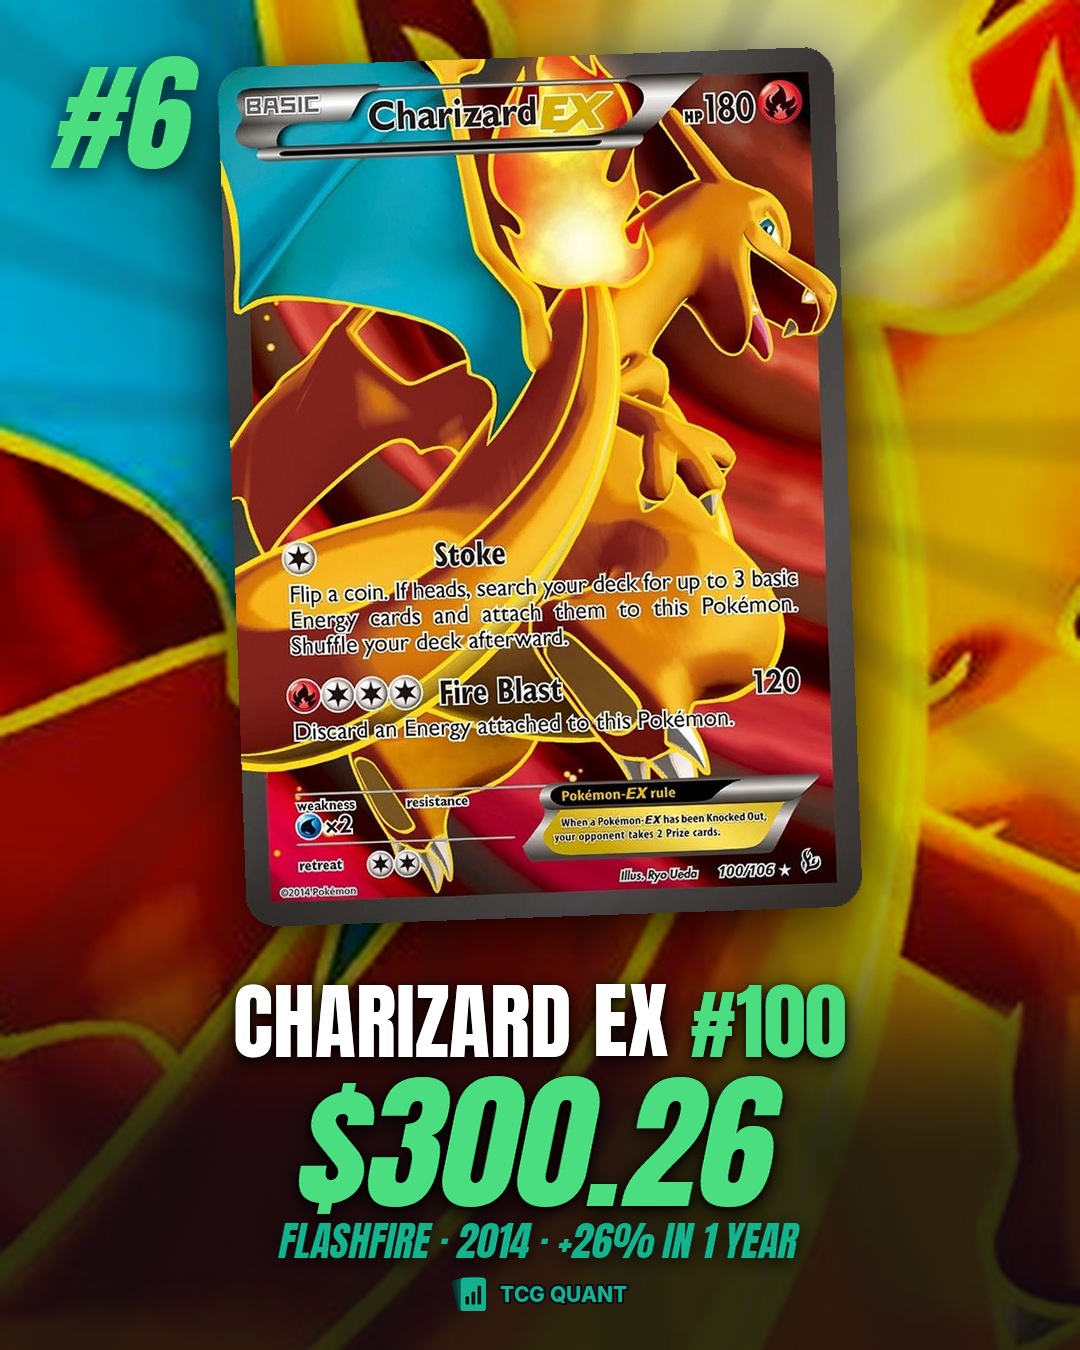 #6
BASIC Charizard EX HP180
Stoke
Flip a coin. If heads, search your deck for up to 3 basic
Energy cards and attach them to this Pokémon.
Shuffle your deck afterward.
Fire Blast 120
Discard an Energy attached to this Pokémon.
weakness resistance
×2
Pokémon-EX rule
When a Pokémon-EX has been Knocked Out,
your opponent takes 2 Prize cards.
retreat
Illus. Ryo Ueda 100/106 ★
©2014 Pokémon
CHARIZARD EX #100
$300.26
FLASHFIRE · 2014 · +26% IN 1 YEAR
TCG QUANT